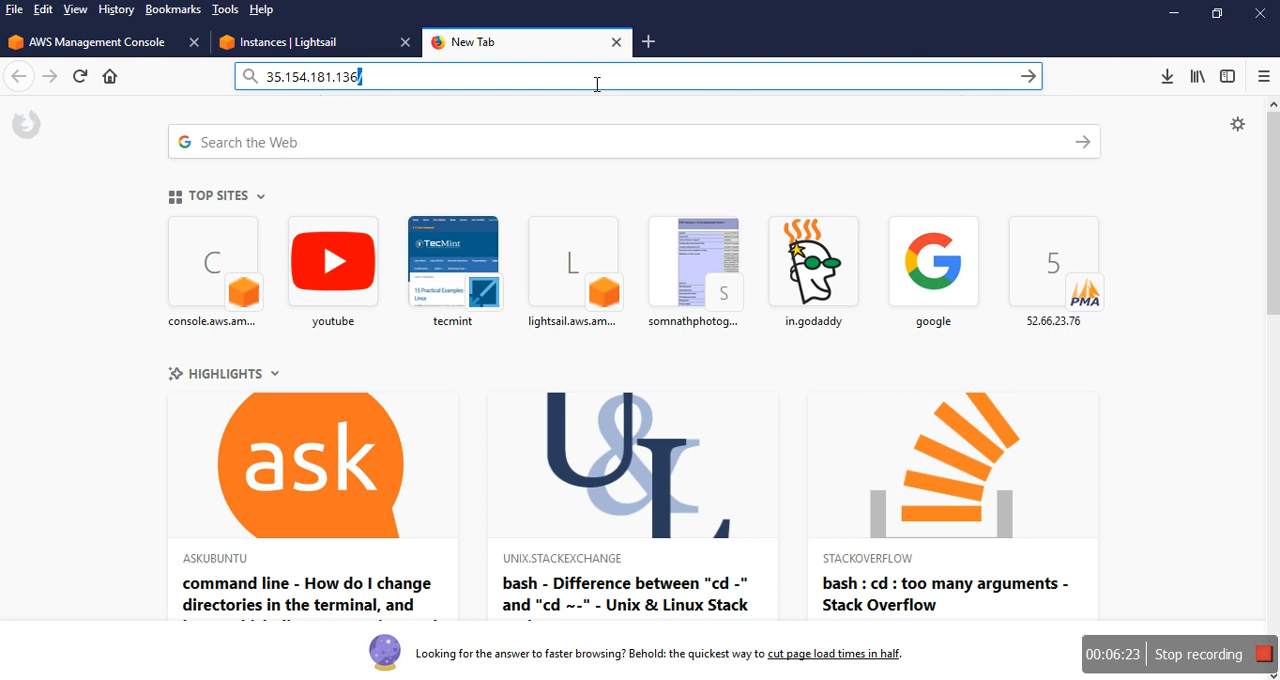 File Edit View History Bookmarks Tools Help
AWS Management Console
Instances | Lightsail
New Tab
35.154.181.136/
Search the Web
TOP SITES
C
TecMint
15 Practical Examples
Linux
L
S
5
PMA
console.aws.am...
youtube
tecmint
lightsail.aws.am...
somnathphotog...
in.godaddy
google
52.66.23.76
HIGHLIGHTS
ask
U&L
ASKUBUNTU
UNIX.STACKEXCHANGE
STACKOVERFLOW
command line - How do I change
directories in the terminal, and
bash - Difference between "cd -"
and "cd ~-" - Unix & Linux Stack
bash : cd : too many arguments -
Stack Overflow
Looking for the answer to faster browsing? Behold: the quickest way to cut page load times in half.
00:06:23 Stop recording